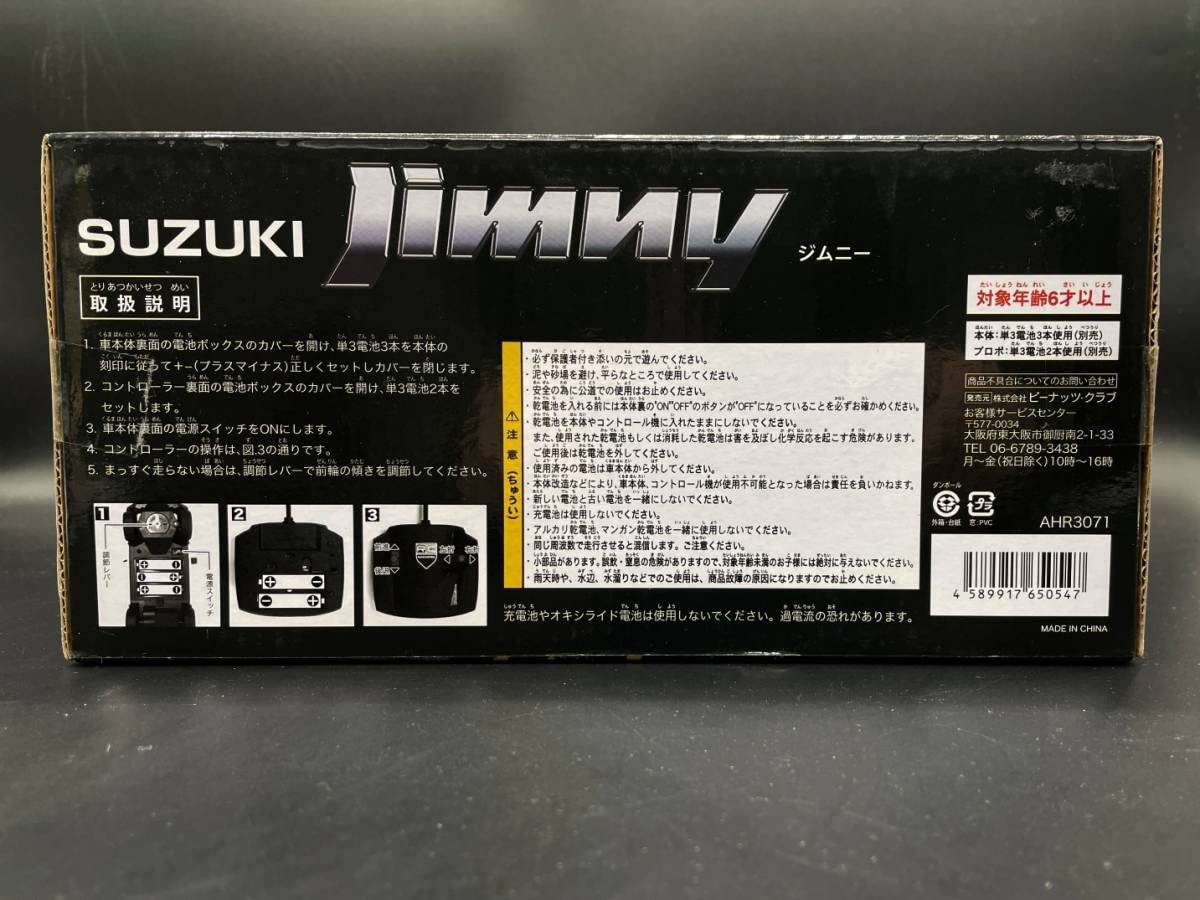 SUZUKI
Jimny
ジムニー
とりあつかいせつ めい
取扱説明
1. 車本体裏面の電池ボックスのカバーを開け、単3電池3本を本体の
刻印に従って+−(プラスマイナス)正しくセットしカバーを閉じます。
2. コントローラー裏面の電池ボックスのカバーを開け、単3電池2本を
セットします。
3. 車本体裏面の電源スイッチをONにします。
4. コントローラーの操作は、図.3の通りです。
5. まっすぐ走らない場合は、調節レバーで前輪の傾きを調節してください。
1
調節レバー
電源スイッチ
2
3
前進▲
後退▼
左折
右折
注意(ちゅうい)
・必ず保護者付き添いの元で遊んでください。
・泥や砂場を避け、平らなところで使用してください。
・安全の為に公道での使用はお止めください。
・乾電池を入れる前には本体裏の"ON"OFF"のボタンが"OFF"になっていることを必ずお確かめください。
・乾電池を本体やコントロール機に入れたままにしないでください。
また、使用された乾電池もしくは消耗した乾電池は害を及ぼし化学反応を起こす危険があります。
ご使用後は乾電池を外してください。
・使用済みの電池は車本体から外してください。
・本体改造などにより、車本体、コントロール機が使用不可能となった場合は責任を負いかねます。
・新しい電池と古い電池を一緒にしないでください。
・充電池は使用しないでください。
・アルカリ乾電池、マンガン乾電池を一緒に使用しないでください。
・同じ周波数で走行させると混信します。ご注意ください。
・小部品があります。誤飲・窒息の危険がありますので、対象年齢未満のお子様には絶対に与えないでください。
・雨天時や、水辺、水溜りなどでのご使用は、商品故障の原因になりますのでお止めください。
充電池やオキシライド電池は使用しないでください。過電流の恐れがあります。
たいしょうねんれい さい いじょう
対象年齢6才以上
本体:単3電池3本使用(別売)
プロポ:単3電池2本使用(別売)
商品不具合についてのお問い合わせ
発売元 株式会社 ピーナッツ・クラブ
お客様サービスセンター
〒577-0034
大阪府東大阪市御厨南2-1-33
TEL 06-6789-3438
月〜金(祝日除く)10時〜16時
ダンボール
外箱・台紙
プラ
窓:PVC
AHR3071
4 589917 650547
MADE IN CHINA